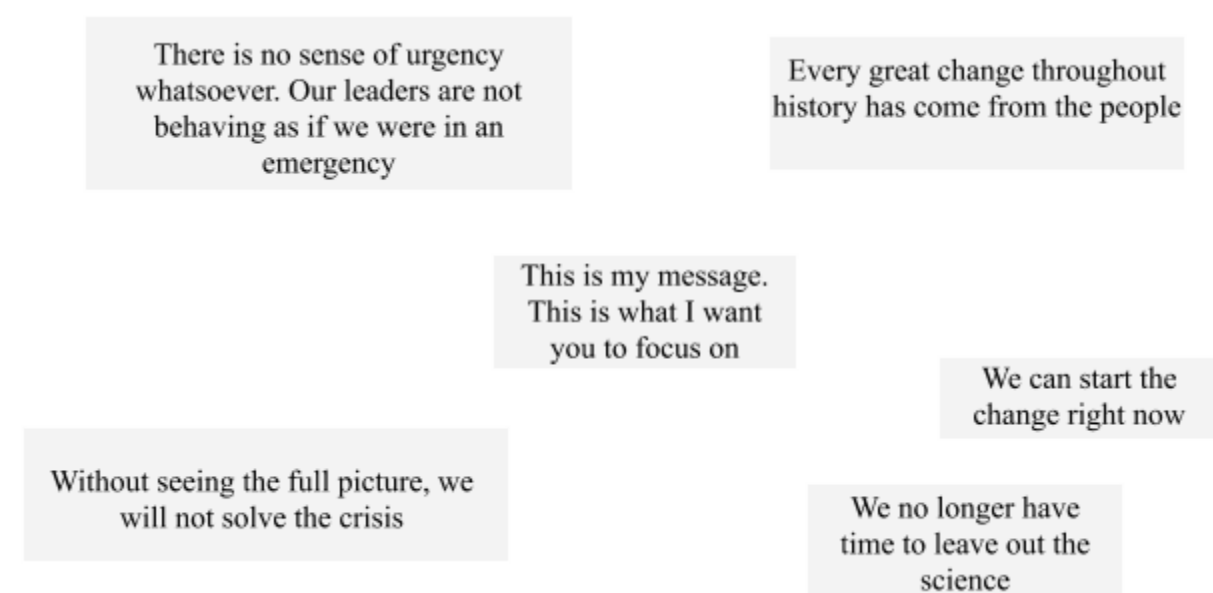 There is no sense of urgency
whatsoever. Our leaders are not
behaving as if we were in an
emergency
Every great change throughout
history has come from the people
This is my message.
This is what I want
you to focus on
We can start the
change right now
Without seeing the full picture, we
will not solve the crisis
We no longer have
time to leave out the
science